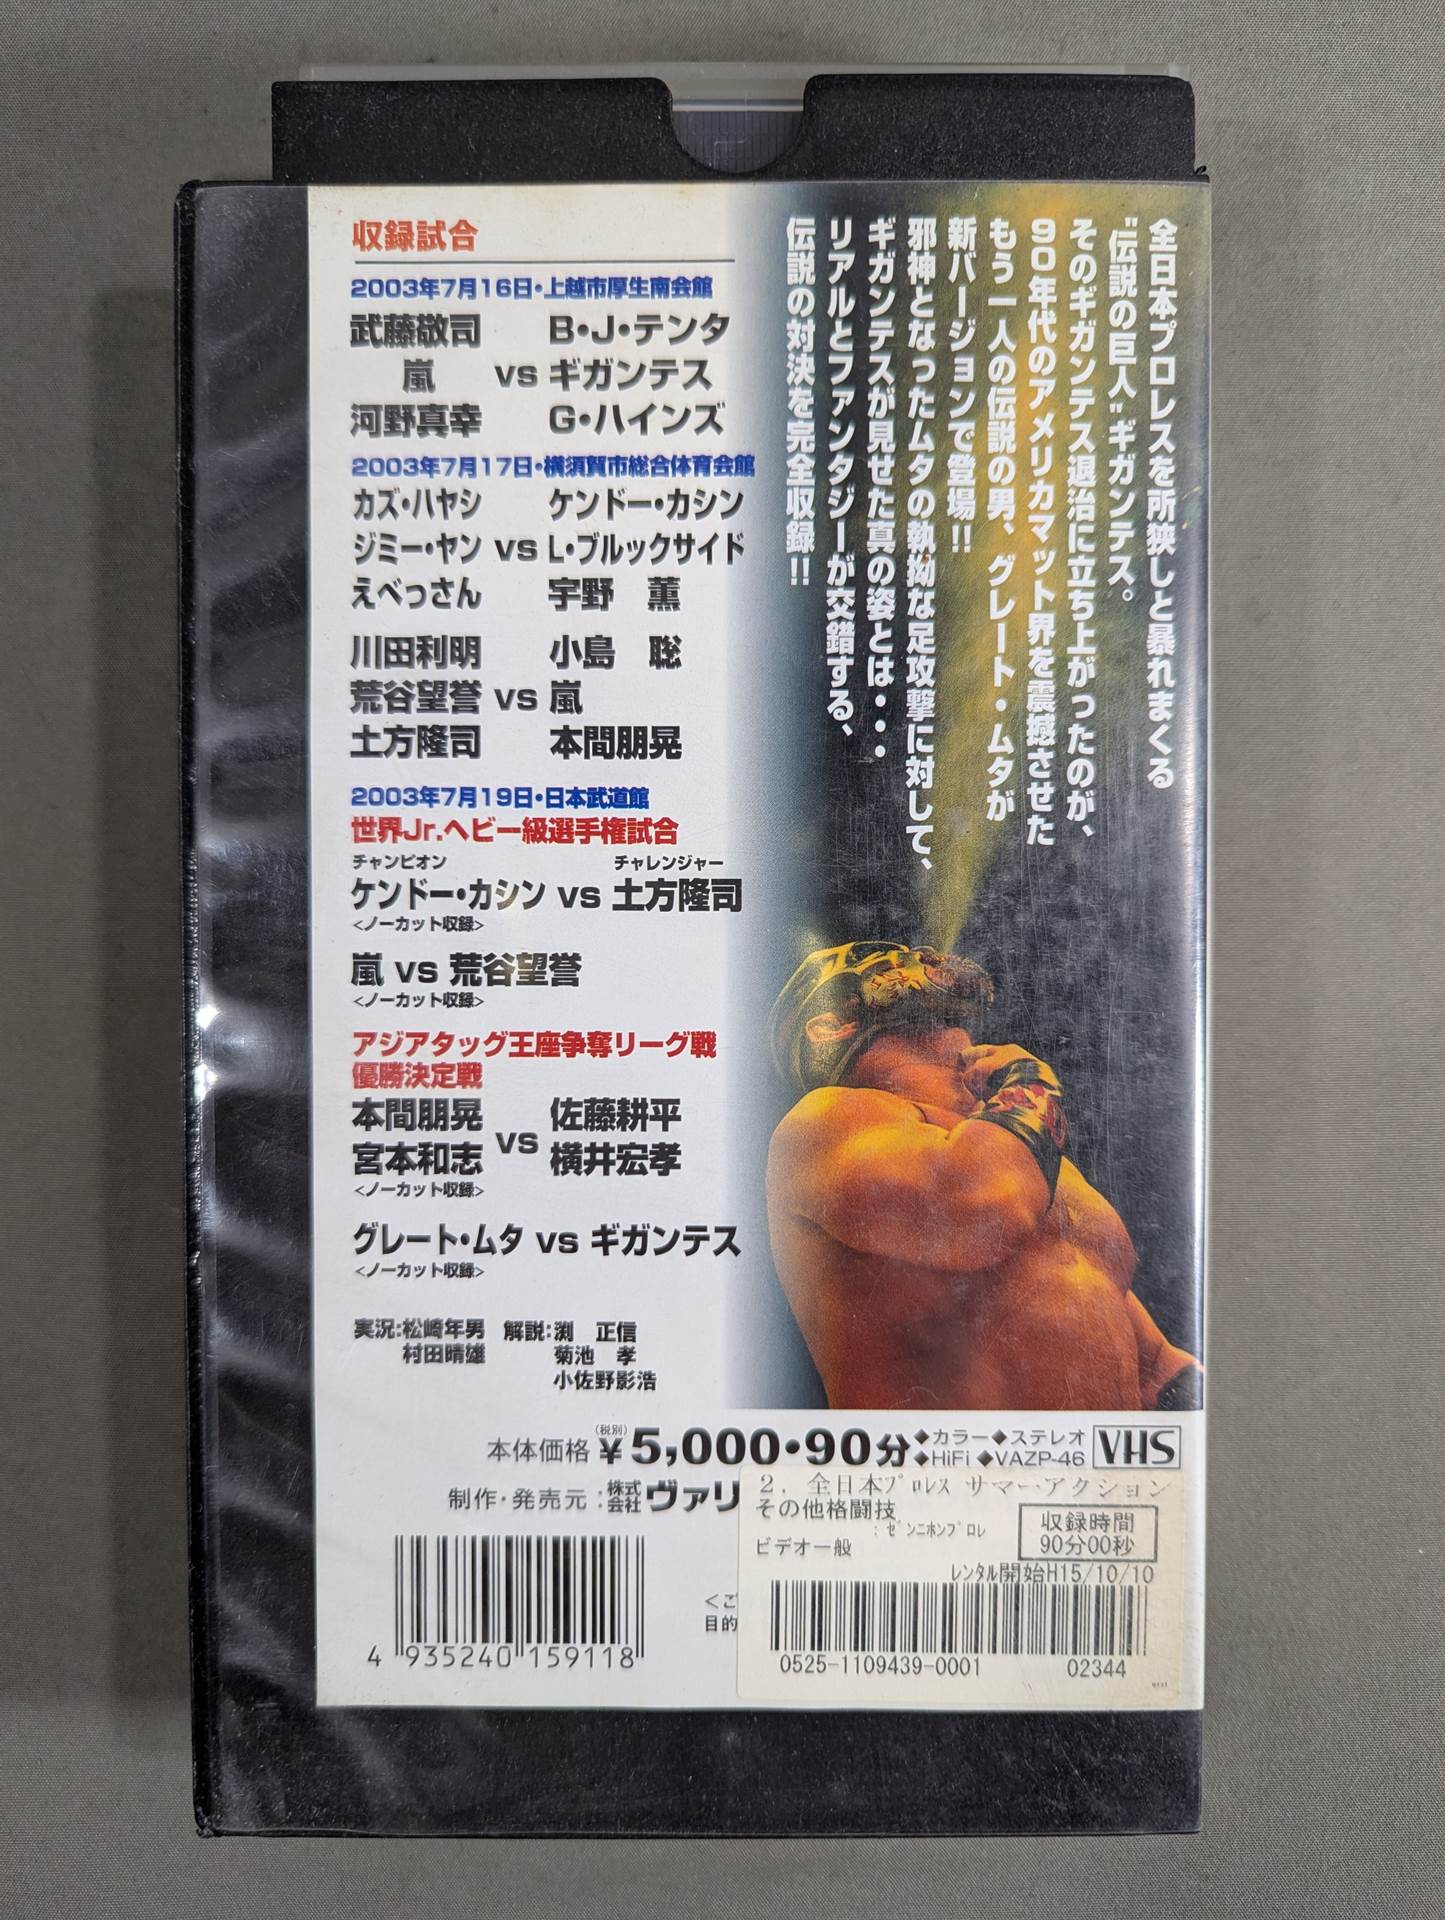 全日本プロレスを所狭しと暴れまくる
"伝説の巨人"ギガンテス。
そのギガンテス退治に立ち上がったのが、
90年代のアメリカマット界を震撼させた
もう一人の伝説の男、グレート・ムタが
新バージョンで登場!!
邪神となったムタの執拗な足攻撃に対して、
ギガンテスが見せた真の姿とは・・・
リアルとファンタジーが交錯する、
伝説の対決を完全収録!!
収録試合
2003年7月16日・上越市厚生南会館
武藤敬司 B・J・テンタ
嵐 vs ギガンテス
河野真幸 G・ハインズ
2003年7月17日・横須賀市総合体育会館
カズ・ハヤシ ケンドー・カシン
ジミー・ヤン vs L・ブルックサイド
えべっさん 宇野 薫
川田利明 小島 聡
荒谷望誉 vs 嵐
土方隆司 本間朋晃
2003年7月19日・日本武道館
世界Jr.ヘビー級選手権試合
チャンピオン チャレンジャー
ケンドー・カシン vs 土方隆司
<ノーカット収録>
嵐 vs 荒谷望誉
<ノーカット収録>
アジアタッグ王座争奪リーグ戦
優勝決定戦
本間朋晃 佐藤耕平
vs
宮本和志 横井宏孝
<ノーカット収録>
グレート・ムタ vs ギガンテス
<ノーカット収録>
実況:松崎年男 解説:渕 正信
村田晴雄 菊池 孝
小佐野影浩
本体価格(税別)¥5,000・90分 ◆カラー◆ステレオ
◆HiFi ◆VAZP-46 VHS
制作・発売元:株式会社ヴァリ
4 935240 159118
<ご
目的
2. 全日本プロレス サマー・アクション
その他格闘技
:ゼンニホンプロレ
ビデオ一般
収録時間
90分00秒
レンタル開始H15/10/10
0525-1109439-0001 02344